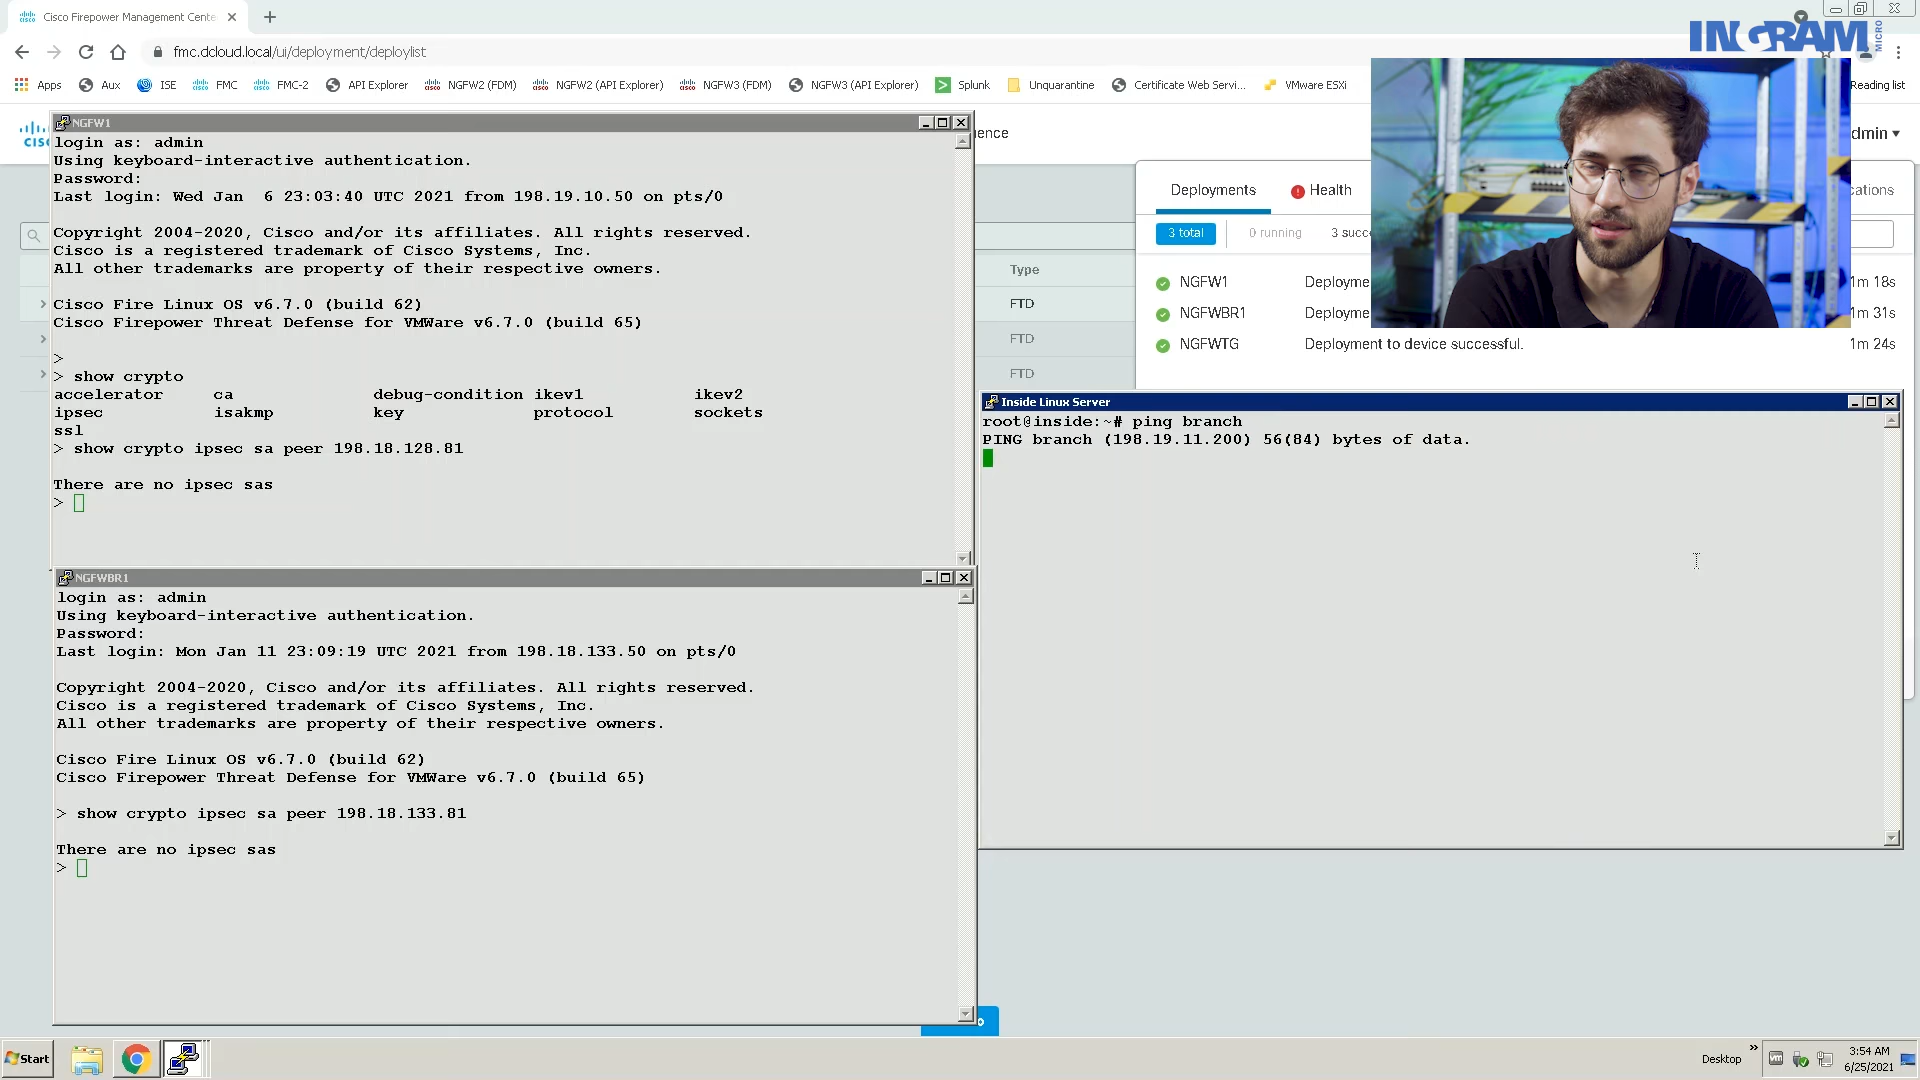 Cisco Firepower Management Cente
INGRAM MICRO
fmc.dcloud.local/ui/deployment/deploylist
Apps Aux ISE FMC FMC-2 API Explorer NGFW2 (FDM) NGFW2 (API Explorer) NGFW3 (FDM) NGFW3 (API Explorer) Splunk Unquarantine Certificate Web Servi... VMware ESXi Reading list
NGFW1
login as: admin
Using keyboard-interactive authentication.
Password:
Last login: Wed Jan  6 23:03:40 UTC 2021 from 198.19.10.50 on pts/0
Copyright 2004-2020, Cisco and/or its affiliates. All rights reserved.
Cisco is a registered trademark of Cisco Systems, Inc.
All other trademarks are property of their respective owners.
Cisco Fire Linux OS v6.7.0 (build 62)
Cisco Firepower Threat Defense for VMWare v6.7.0 (build 65)
>
> show crypto
accelerator ca debug-condition ikev1 ikev2
ipsec isakmp key protocol sockets
ssl
> show crypto ipsec sa peer 198.18.128.81
There are no ipsec sas
>
NGFWBR1
login as: admin
Using keyboard-interactive authentication.
Password:
Last login: Mon Jan 11 23:09:19 UTC 2021 from 198.18.133.50 on pts/0
Copyright 2004-2020, Cisco and/or its affiliates. All rights reserved.
Cisco is a registered trademark of Cisco Systems, Inc.
All other trademarks are property of their respective owners.
Cisco Fire Linux OS v6.7.0 (build 62)
Cisco Firepower Threat Defense for VMWare v6.7.0 (build 65)
> show crypto ipsec sa peer 198.18.133.81
There are no ipsec sas
>
cisc
ence
dmin
Type
FTD
FTD
FTD
Deployments Health cations
3 total 0 running 3 succ
NGFW1 Deployme 1m 18s
NGFWBR1 Deployme 1m 31s
NGFWTG Deployment to device successful. 1m 24s
Inside Linux Server
root@inside:~# ping branch
PING branch (198.19.11.200) 56(84) bytes of data.
Start
Desktop
3:54 AM
6/25/2021